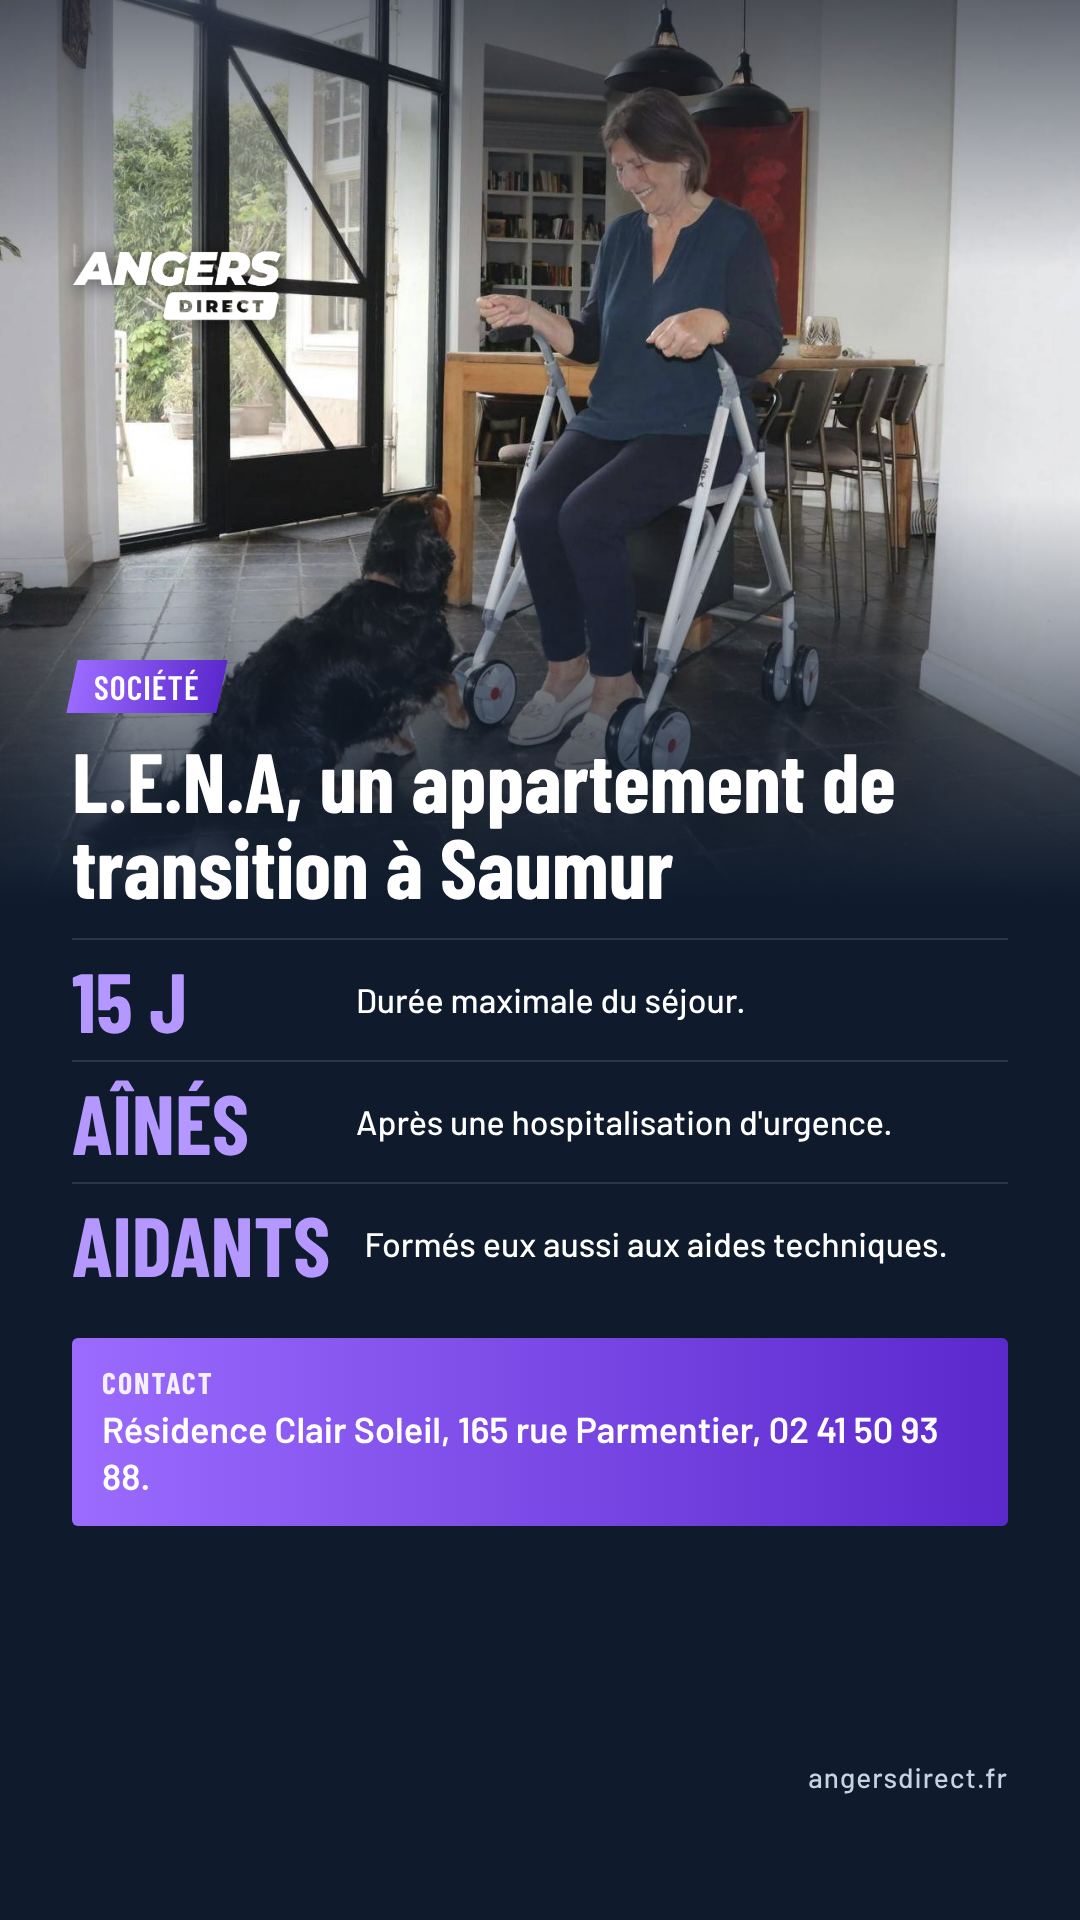 ANGERS
DIRECT
SOCIÉTÉ
L.E.N.A, un appartement de
transition à Saumur
15 J
Durée maximale du séjour.
AÎNÉS
Après une hospitalisation d'urgence.
AIDANTS
Formés eux aussi aux aides techniques.
CONTACT
Résidence Clair Soleil, 165 rue Parmentier, 02 41 50 93
88.
angersdirect.fr